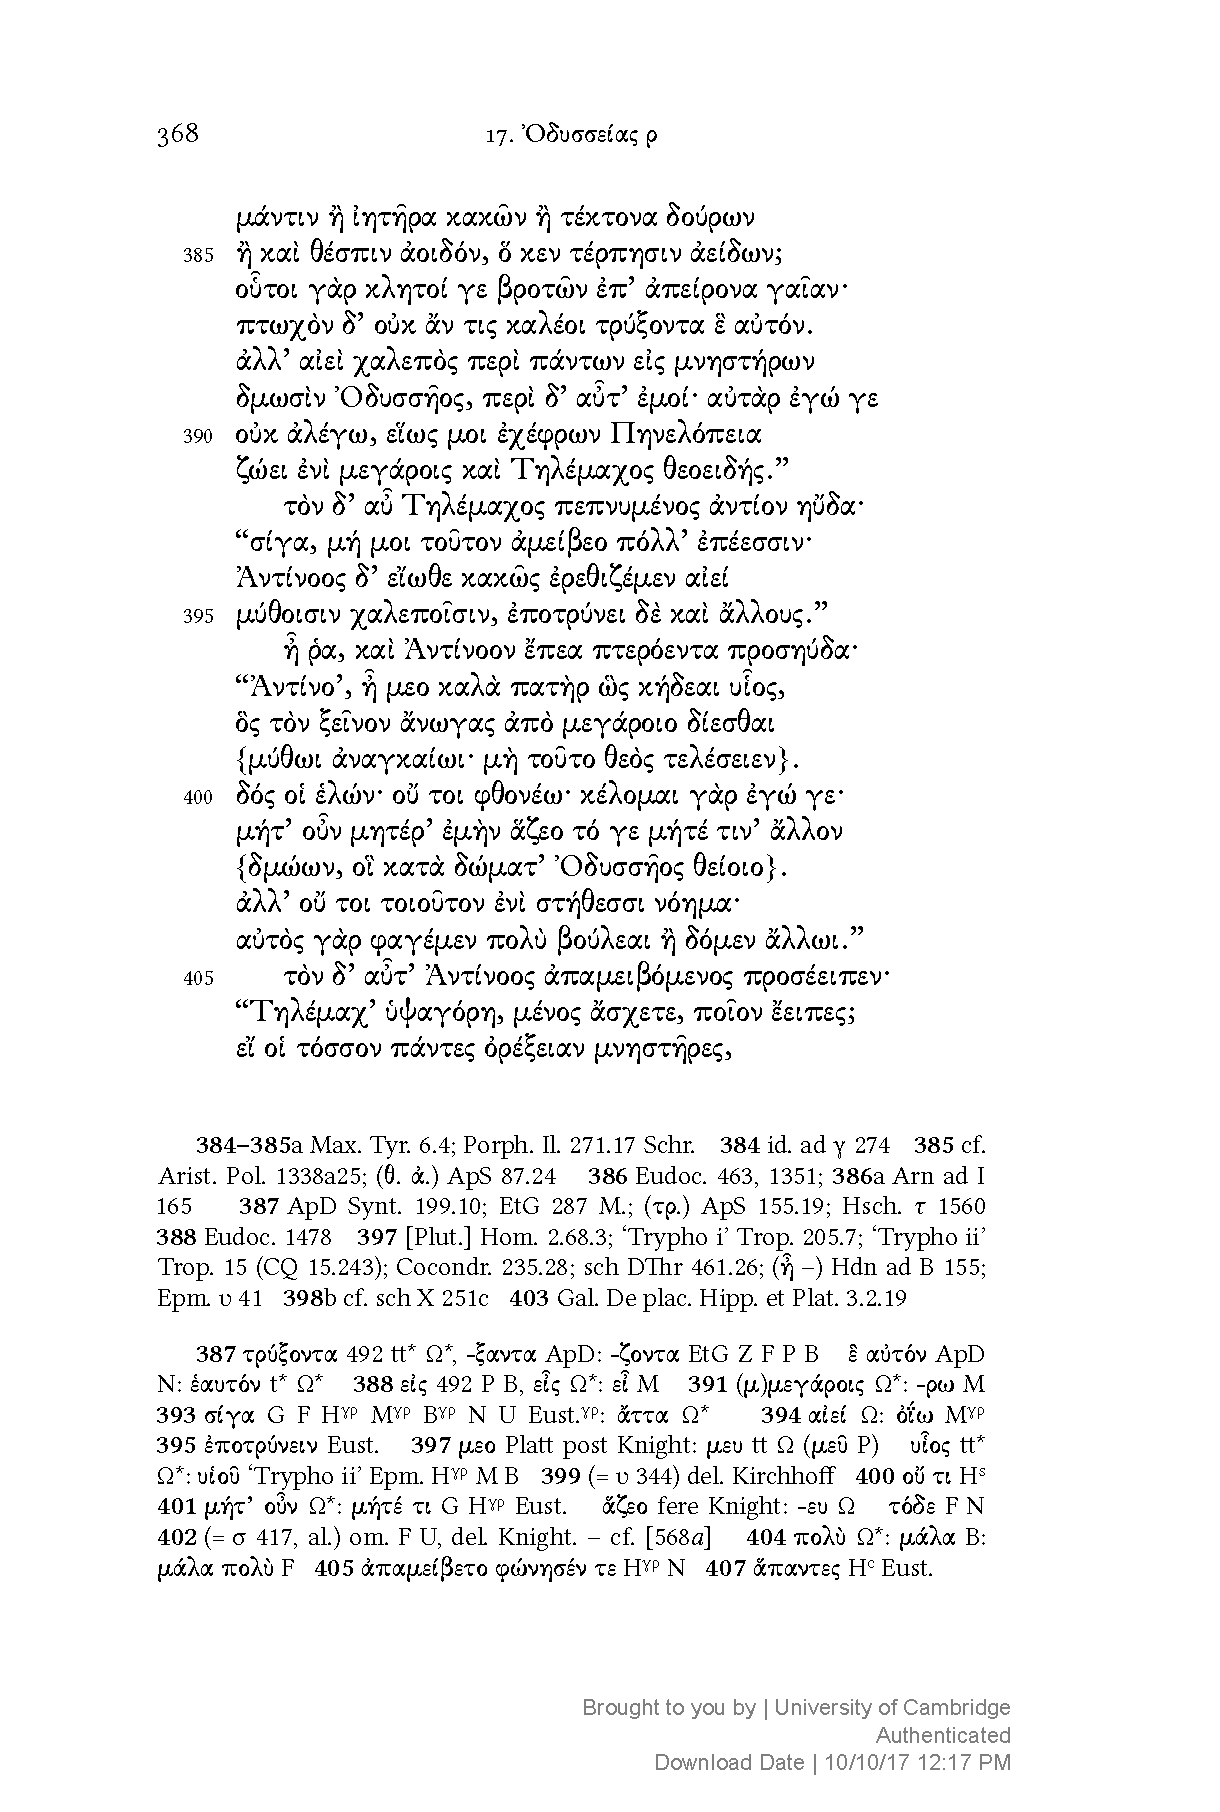 368 17. Ὀδυσσείας ρ
μάντιν ἢ ἰητῆρα κακῶν ἢ τέκτονα δούρων
385 ἢ καὶ θέσπιν ἀοιδόν, ὅ κεν τέρπησιν ἀείδων;
οὗτοι γὰρ κλητοί γε βροτῶν ἐπ’ ἀπείρονα γαῖαν·
πτωχὸν δ’ οὐκ ἄν τις καλέοι τρύξοντα ἓ αὐτόν.
ἀλλ’ αἰεὶ χαλεπὸς περὶ πάντων εἰς μνηστήρων
δμωσὶν Ὀδυσσῆος, περὶ δ’ αὖτ’ ἐμοί· αὐτὰρ ἐγώ γε
390 οὐκ ἀλέγω, εἵως μοι ἐχέφρων Πηνελόπεια
ζώει ἐνὶ μεγάροις καὶ Τηλέμαχος θεοειδής.”
τὸν δ’ αὖ Τηλέμαχος πεπνυμένος ἀντίον ηὔδα·
“σίγα, μή μοι τοῦτον ἀμείβεο πόλλ’ ἐπέεσσιν·
Ἀντίνοος δ’ εἴωθε κακῶς ἐρεθιζέμεν αἰεί
395 μύθοισιν χαλεποῖσιν, ἐποτρύνει δὲ καὶ ἄλλους.”
ἦ ῥα, καὶ Ἀντίνοον ἔπεα πτερόεντα προσηύδα·
“Ἀντίνο’, ἦ μεο καλὰ πατὴρ ὣς κήδεαι υἷος,
ὃς τὸν ξεῖνον ἄνωγας ἀπὸ μεγάροιο δίεσθαι
{μύθωι ἀναγκαίωι· μὴ τοῦτο θεὸς τελέσειεν}.
400 δός οἱ ἑλών· οὔ τοι φθονέω· κέλομαι γὰρ ἐγώ γε·
μήτ’ οὖν μητέρ’ ἐμὴν ἅζεο τό γε μήτέ τιν’ ἄλλον
{δμώων, οἳ κατὰ δώματ’ Ὀδυσσῆος θείοιο}.
ἀλλ’ οὔ τοι τοιοῦτον ἐνὶ στήθεσσι νόημα·
αὐτὸς γὰρ φαγέμεν πολὺ βούλεαι ἢ δόμεν ἄλλωι.”
405 τὸν δ’ αὖτ’ Ἀντίνοος ἀπαμειβόμενος προσέειπεν·
“Τηλέμαχ’ ὑψαγόρη, μένος ἄσχετε, ποῖον ἔειπες;
εἴ οἱ τόσσον πάντες ὀρέξειαν μνηστῆρες,
384–385a Max. Tyr. 6.4; Porph. Il. 271.17 Schr. 384 id. ad γ 274 385 cf.
Arist. Pol. 1338a25; (θ. ἀ.) ApS 87.24 386 Eudoc. 463, 1351; 386a Arn ad I
165 387 ApD Synt. 199.10; EtG 287 M.; (τρ.) ApS 155.19; Hsch. τ 1560
388 Eudoc. 1478 397 [Plut.] Hom. 2.68.3; ‘Trypho i’ Trop. 205.7; ‘Trypho ii’
Trop. 15 (CQ 15.243); Cocondr. 235.28; sch DThr 461.26; (ἦ –) Hdn ad B 155;
Epm. υ 41 398b cf. sch X 251c 403 Gal. De plac. Hipp. et Plat. 3.2.19
387 τρύξοντα 492 tt* Ω*, -ξαντα ApD: -ζοντα EtG Z F P B ἓ αὐτόν ApD
N: ἑαυτόν t* Ω* 388 εἰς 492 P B, εἷς Ω*: εἶ M 391 (μ)μεγάροις Ω*: -ρω M
393 σίγα G F Hγρ Mγρ Bγρ N U Eust.γρ: ἄττα Ω* 394 αἰεί Ω: ὀΐω Mγρ
395 ἐποτρύνειν Eust. 397 μεο Platt post Knight: μευ tt Ω (μεῦ P) υἷος tt*
Ω*: υἱοῦ ‘Trypho ii’ Epm. Hγρ M B 399 (= υ 344) del. Kirchhoff 400 οὔ τι Hs
401 μήτ’ οὖν Ω*: μήτέ τι G Hγρ Eust. ἅζεο fere Knight: -ευ Ω τόδε F N
402 (= σ 417, al.) om. F U, del. Knight. – cf. [568a] 404 πολὺ Ω*: μάλα B:
μάλα πολὺ F 405 ἀπαμείβετο φώνησέν τε Hγρ N 407 ἅπαντες Hc Eust.
Brought to you by | University of Cambridge
Authenticated
Download Date | 10/10/17 12:17 PM